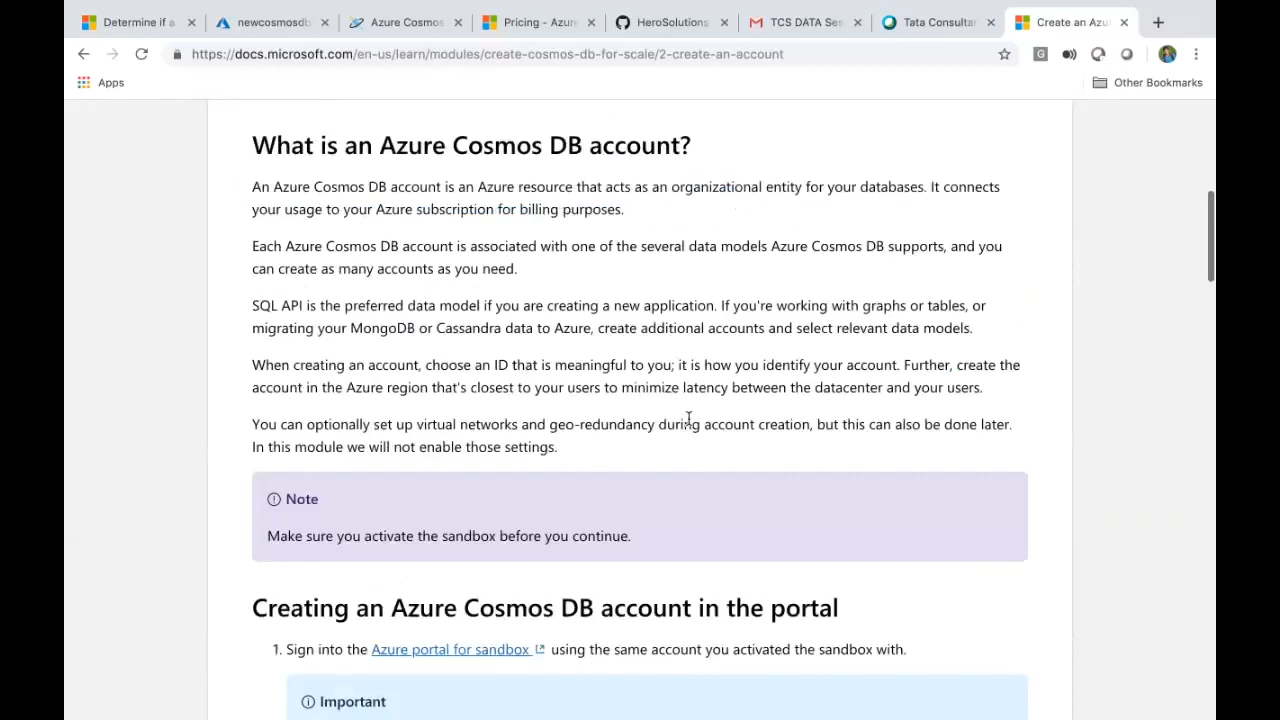 Determine if a
newcosmosdb
Azure Cosmos
Pricing - Azure
HeroSolutions
TCS DATA Ses
Tata Consultan
Create an Azur
https://docs.microsoft.com/en-us/learn/modules/create-cosmos-db-for-scale/2-create-an-account
Apps
Other Bookmarks
What is an Azure Cosmos DB account?
An Azure Cosmos DB account is an Azure resource that acts as an organizational entity for your databases. It connects
your usage to your Azure subscription for billing purposes.
Each Azure Cosmos DB account is associated with one of the several data models Azure Cosmos DB supports, and you
can create as many accounts as you need.
SQL API is the preferred data model if you are creating a new application. If you're working with graphs or tables, or
migrating your MongoDB or Cassandra data to Azure, create additional accounts and select relevant data models.
When creating an account, choose an ID that is meaningful to you; it is how you identify your account. Further, create the
account in the Azure region that's closest to your users to minimize latency between the datacenter and your users.
You can optionally set up virtual networks and geo-redundancy during account creation, but this can also be done later.
In this module we will not enable those settings.
Note
Make sure you activate the sandbox before you continue.
Creating an Azure Cosmos DB account in the portal
1. Sign into the Azure portal for sandbox using the same account you activated the sandbox with.
Important